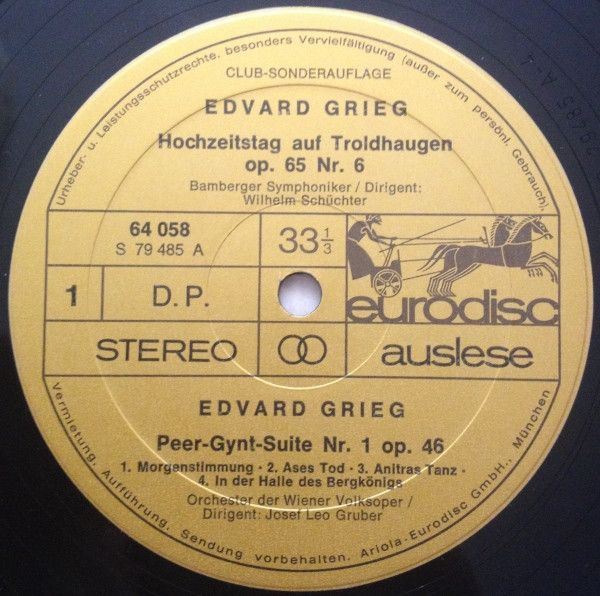 Urheber- u. Leistungsschutzrechte, besonders Vervielfältigung (außer zum persönl. Gebrauch),
CLUB-SONDERAUFLAGE
EDVARD GRIEG
Hochzeitstag auf Troldhaugen
op. 65 Nr. 6
Bamberger Symphoniker / Dirigent:
Wilhelm Schüchter
64 058
S 79 485 A
33 1/3
1
D.P.
eurodisc
STEREO
auslese
EDVARD GRIEG
Peer-Gynt-Suite Nr. 1 op. 46
1. Morgenstimmung · 2. Ases Tod · 3. Anitras Tanz ·
4. In der Halle des Bergkönigs
Orchester der Wiener Volksoper /
Dirigent: Josef Leo Gruber
Vermietung, Aufführung, Sendung vorbehalten. Ariola-Eurodisc GmbH., München